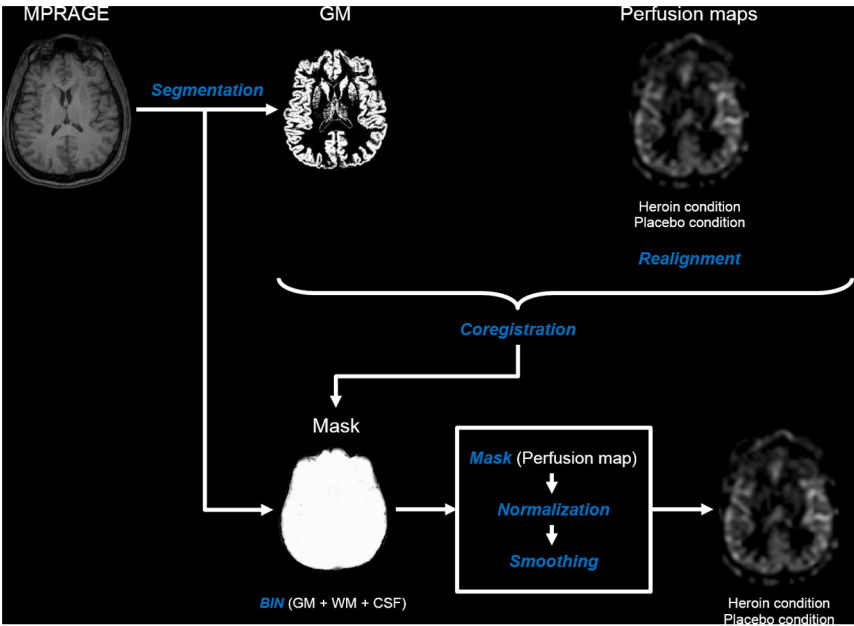 MPRAGE
GM
Perfusion maps
Segmentation
Heroin condition
Placebo condition
Realignment
Coregistration
Mask
Mask (Perfusion map)
Normalization
Smoothing
BIN (GM + WM + CSF)
Heroin condition
Placebo condition